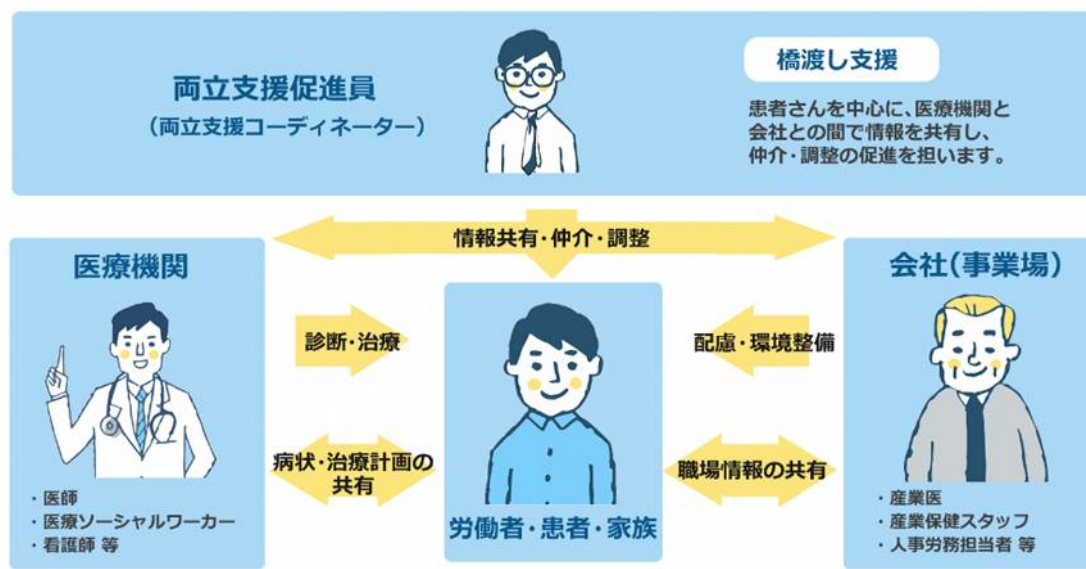 両立支援促進員
（両立支援コーディネーター）
橋渡し支援
患者さんを中心に、医療機関と
会社との間で情報を共有し、
仲介・調整の促進を担います。
情報共有・仲介・調整
医療機関
診断・治療
病状・治療計画の
共有
・医師
・医療ソーシャルワーカー
・看護師 等
労働者・患者・家族
会社（事業場）
配慮・環境整備
職場情報の共有
・産業医
・産業保健スタッフ
・人事労務担当者 等